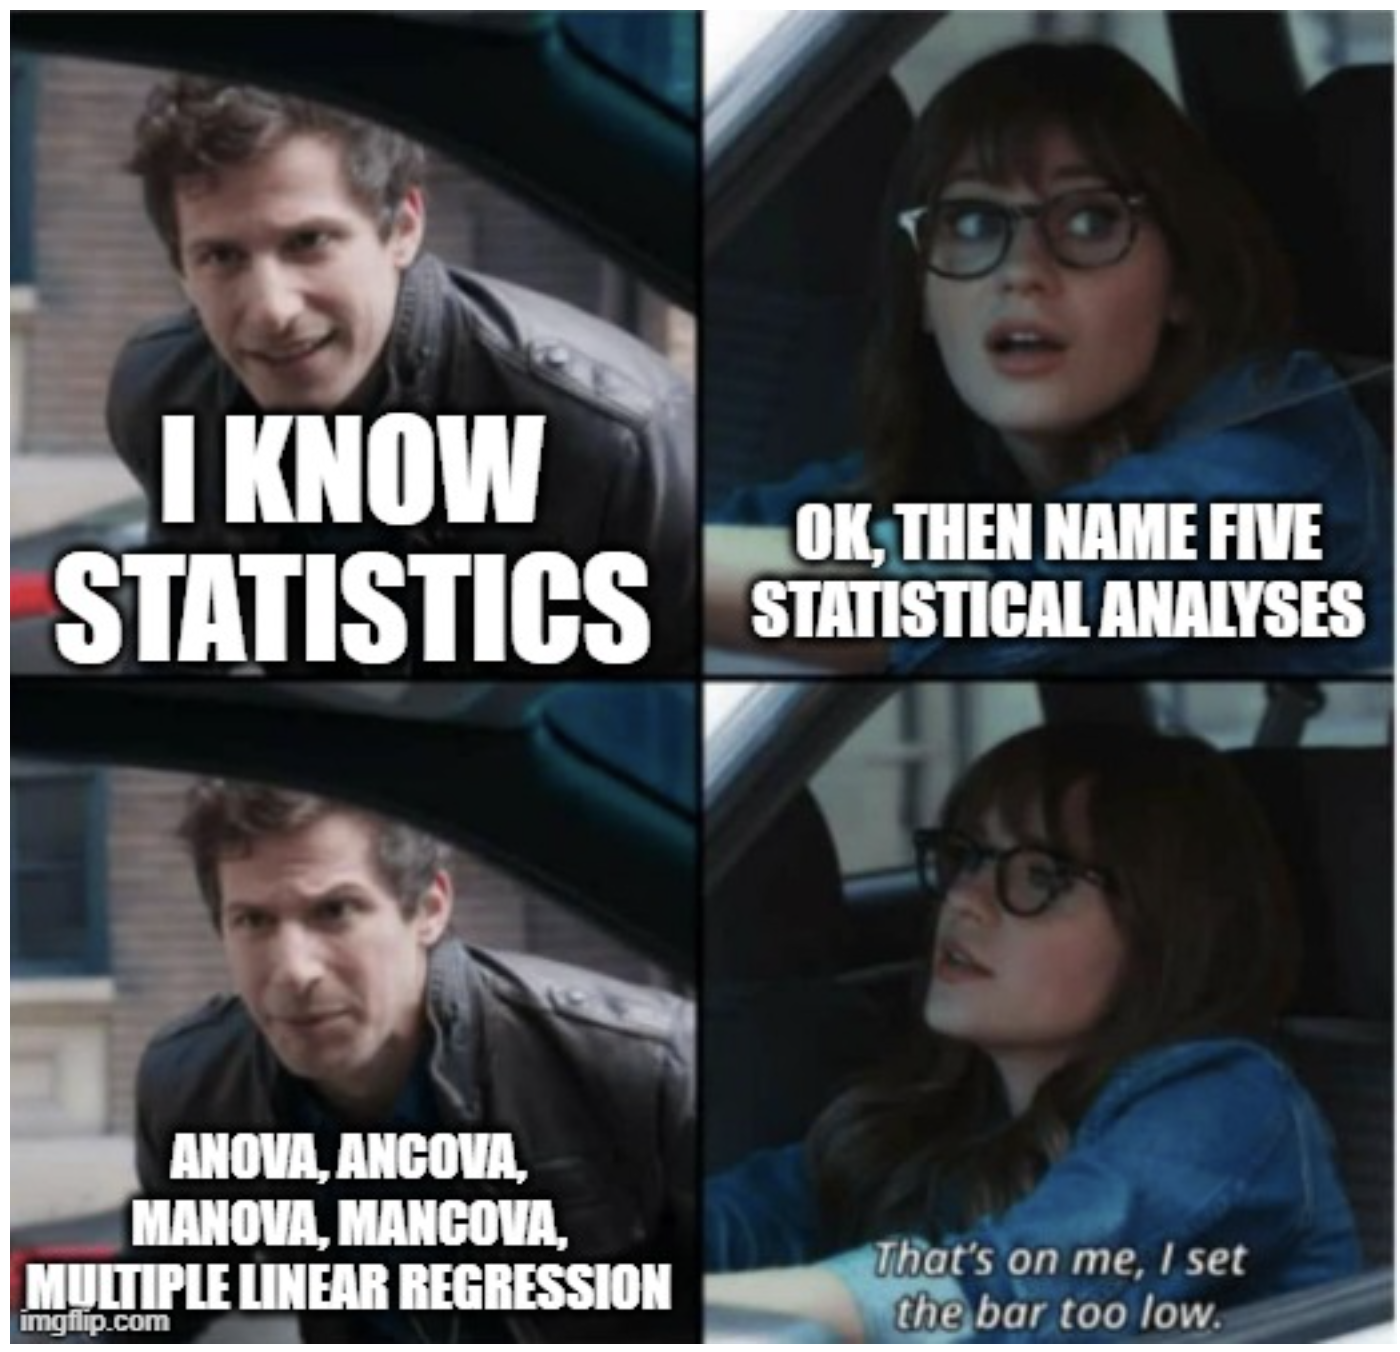 I KNOW
STATISTICS
OK, THEN NAME FIVE
STATISTICAL ANALYSES
ANOVA, ANCOVA,
MANOVA, MANCOVA,
MULTIPLE LINEAR REGRESSION
imgflip.com
That's on me, I set
the bar too low.